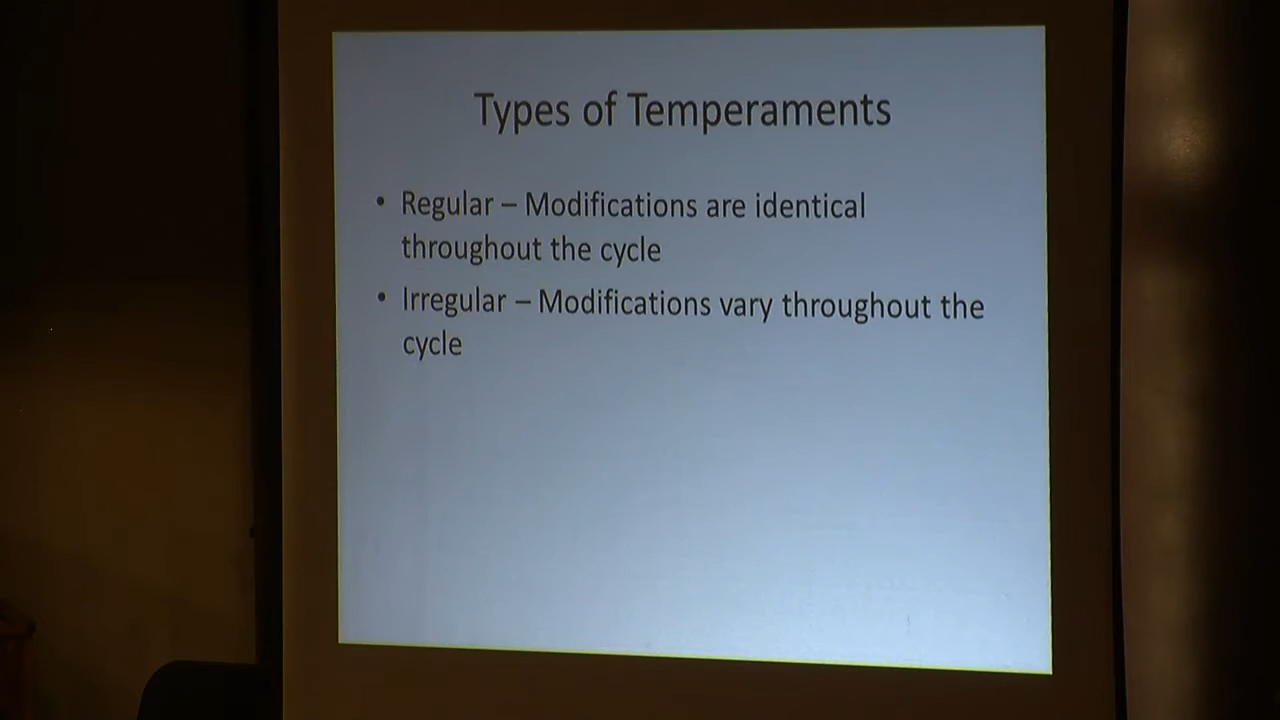 Types of Temperaments
• Regular – Modifications are identical
throughout the cycle
• Irregular – Modifications vary throughout the
cycle